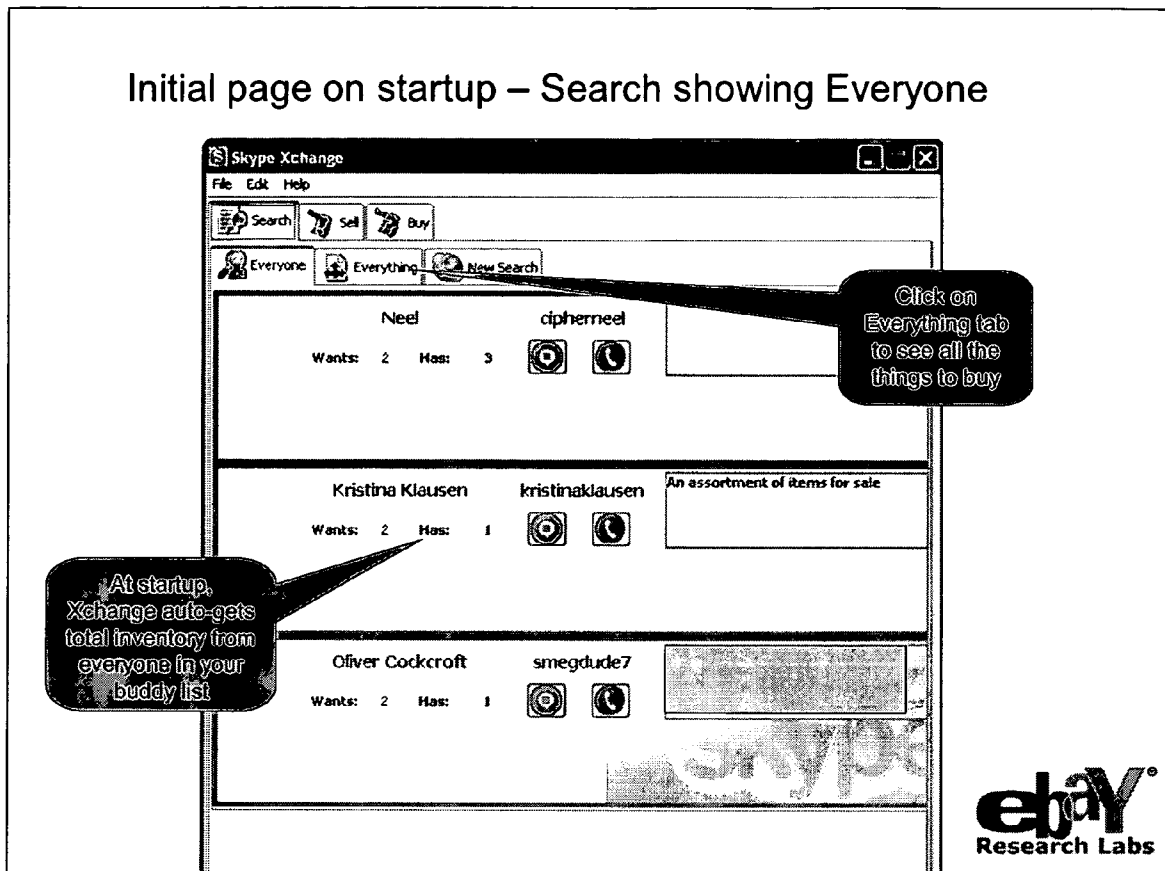 Initial page on startup – Search showing Everyone
Skype Xchange
File Edit Help
Search Sell Buy
Everyone Everything New Search
Click on
Everything tab
to see all the
things to buy
Neel cipherneel
Wants: 2 Has: 3
Kristina Klausen kristinaklausen
An assortment of items for sale
Wants: 2 Has: 1
At startup,
Xchange auto-gets
total inventory from
everyone in your
buddy list
Oliver Cockcroft smegdude7
Wants: 2 Has: 1
skype
ebaY®
Research Labs